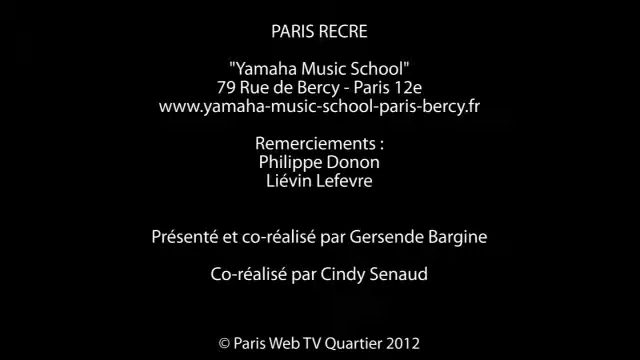 PARIS RECRE
"Yamaha Music School"
79 Rue de Bercy - Paris 12e
www.yamaha-music-school-paris-bercy.fr
Remerciements :
Philippe Donon
Liévin Lefevre
Présenté et co-réalisé par Gersende Bargine
Co-réalisé par Cindy Senaud
© Paris Web TV Quartier 2012